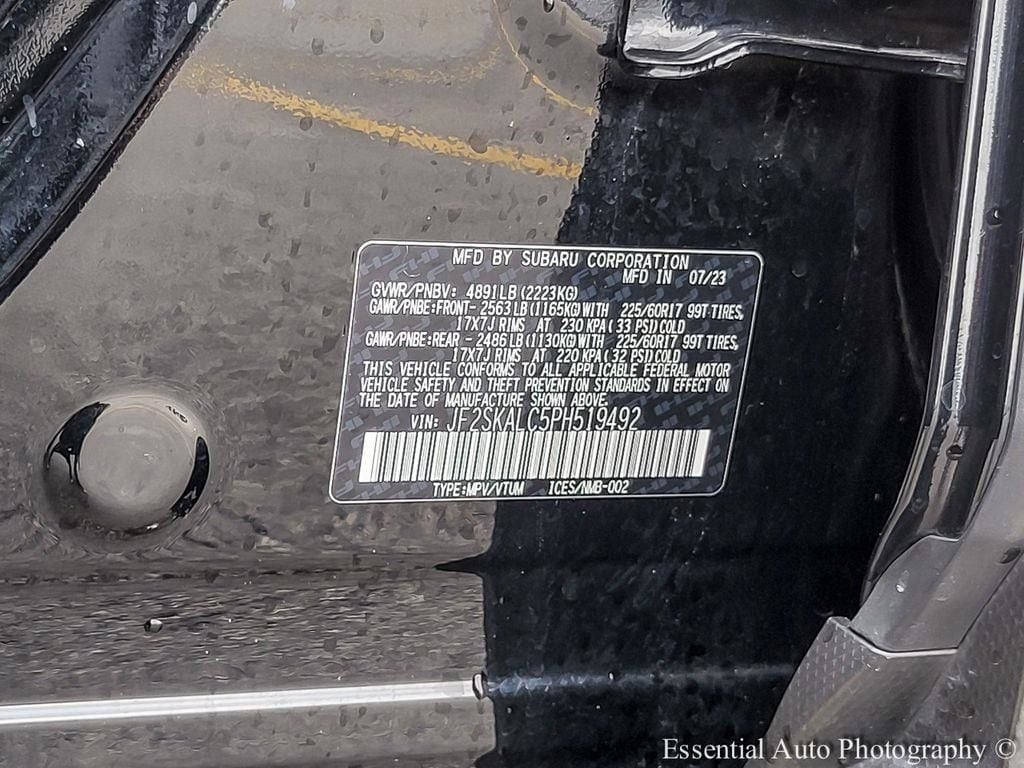 MFD BY SUBARU CORPORATION
MFD IN 07/23
GVWR/PNBV: 4891LB (2223KG)
GAWR/PNBE:FRONT- 2563LB (1165KG) WITH 225/60R17 99T TIRES,
17X7J RIMS AT 230 KPA (33 PSI) COLD
GAWR/PNBE:REAR - 2486LB (1130KG) WITH 225/60R17 99T TIRES,
17X7J RIMS AT 220 KPA (32 PSI) COLD
THIS VEHICLE CONFORMS TO ALL APPLICABLE FEDERAL MOTOR
VEHICLE SAFETY AND THEFT PREVENTION STANDARDS IN EFFECT ON
THE DATE OF MANUFACTURE SHOWN ABOVE.
VIN: JF2SKALC5PH519492
TYPE:MPV/VTUM ICES/NMB-002
Essential Auto Photography ©